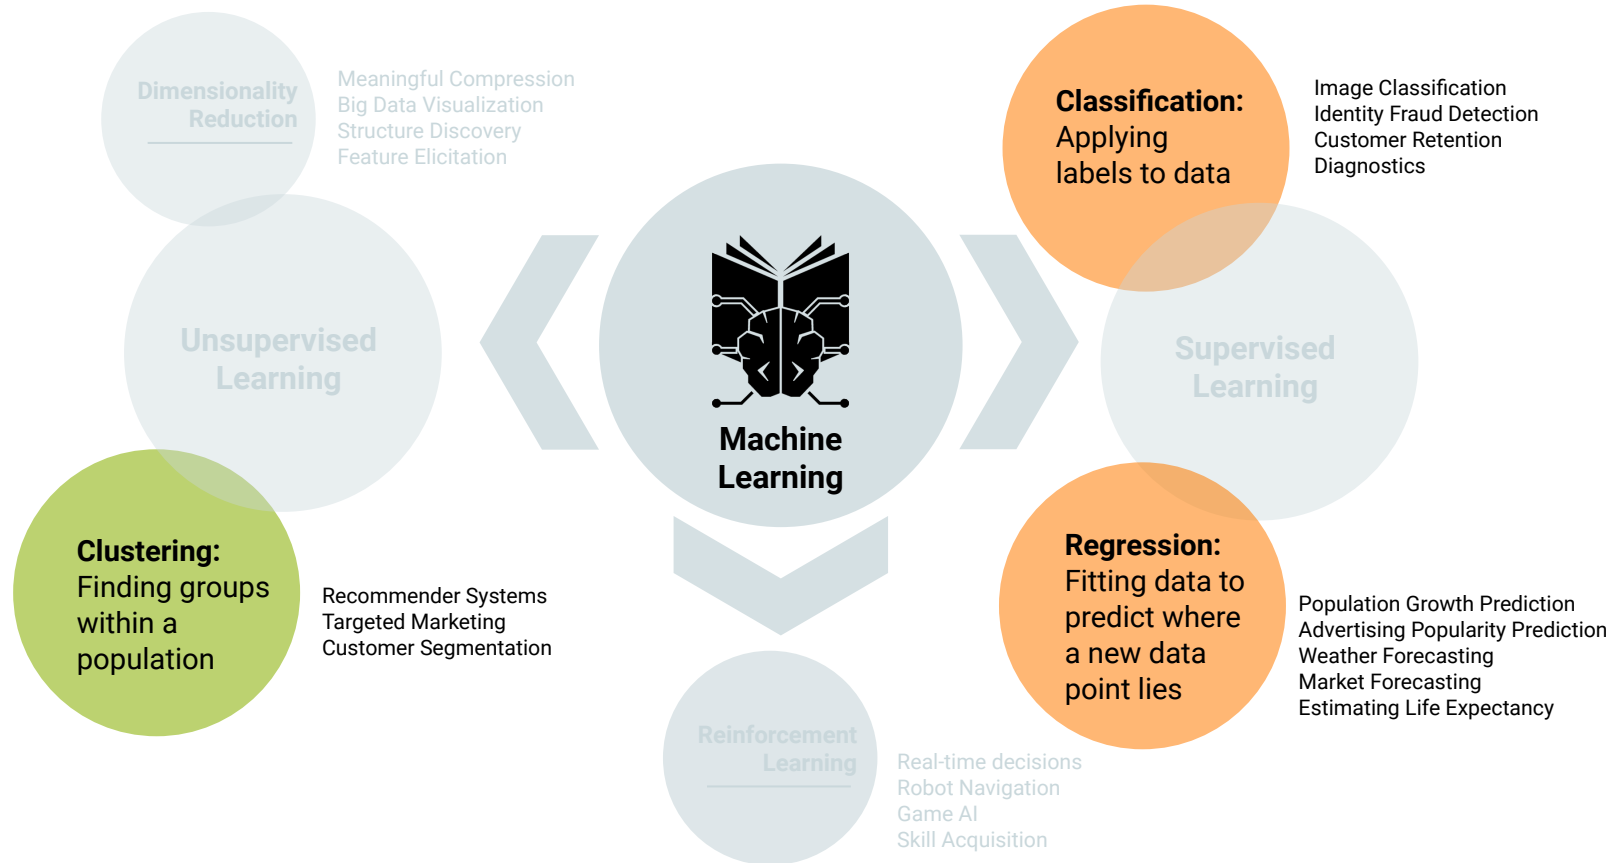 Dimensionality
Reduction
Meaningful Compression
Big Data Visualization
Structure Discovery
Feature Elicitation
Unsupervised
Learning
Clustering:
Finding groups
within a
population
Recommender Systems
Targeted Marketing
Customer Segmentation
Machine
Learning
Reinforcement
Learning
Real-time decisions
Robot Navigation
Game AI
Skill Acquisition
Classification:
Applying
labels to data
Image Classification
Identity Fraud Detection
Customer Retention
Diagnostics
Supervised
Learning
Regression:
Fitting data to
predict where
a new data
point lies
Population Growth Prediction
Advertising Popularity Prediction
Weather Forecasting
Market Forecasting
Estimating Life Expectancy